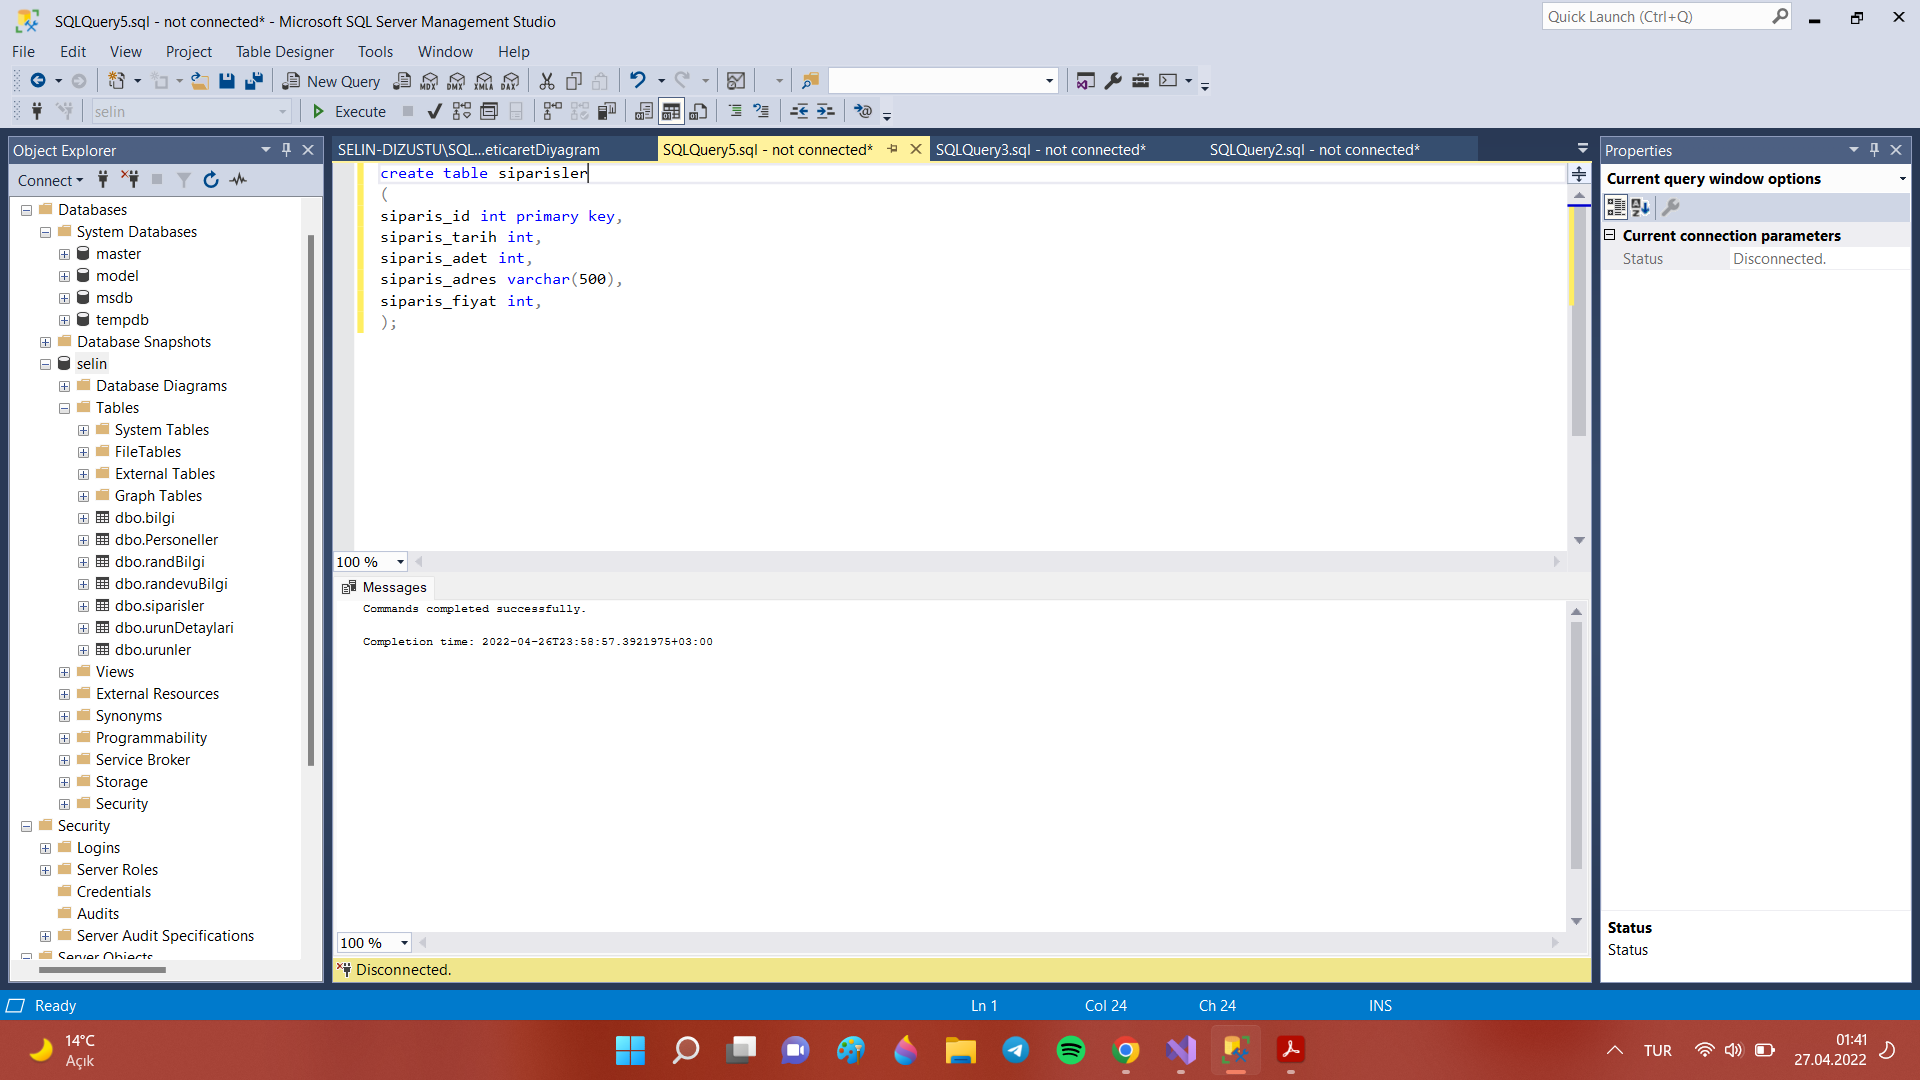 SQLQuery5.sql - not connected* - Microsoft SQL Server Management Studio
Quick Launch (Ctrl+Q)
File Edit View Project Table Designer Tools Window Help
New Query MDX DMX XMLA DAX
selin Execute
Object Explorer
Connect
Databases
System Databases
master
model
msdb
tempdb
Database Snapshots
selin
Database Diagrams
Tables
System Tables
FileTables
External Tables
Graph Tables
dbo.bilgi
dbo.Personeller
dbo.randBilgi
dbo.randevuBilgi
dbo.siparisler
dbo.urunDetaylari
dbo.urunler
Views
External Resources
Synonyms
Programmability
Service Broker
Storage
Security
Security
Logins
Server Roles
Credentials
Audits
Server Audit Specifications
Server Objects
SELIN-DIZUSTU\SQL...eticaretDiyagram SQLQuery5.sql - not connected* SQLQuery3.sql - not connected* SQLQuery2.sql - not connected*
create table siparisler
(
siparis_id int primary key,
siparis_tarih int,
siparis_adet int,
siparis_adres varchar(500),
siparis_fiyat int,
);
100 %
Messages
Commands completed successfully.
Completion time: 2022-04-26T23:58:57.3921975+03:00
100 %
Disconnected.
Properties
Current query window options
Current connection parameters
Status Disconnected.
Status
Status
Ready Ln 1 Col 24 Ch 24 INS
14°C
Açık
TUR
01:41
27.04.2022